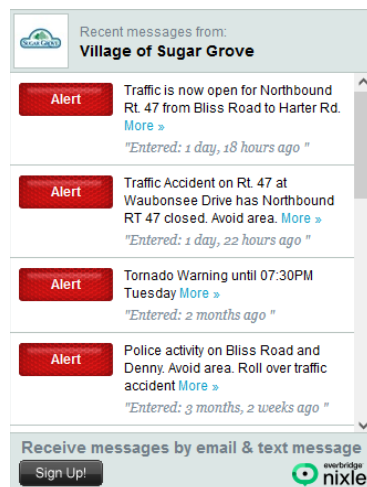 Sugar Grove
Recent messages from:
Village of Sugar Grove
Alert
Traffic is now open for Northbound
Rt. 47 from Bliss Road to Harter Rd.
More »
"Entered: 1 day, 18 hours ago "
Alert
Traffic Accident on Rt. 47 at
Waubonsee Drive has Northbound
RT 47 closed. Avoid area. More »
"Entered: 1 day, 22 hours ago "
Alert
Tornado Warning until 07:30PM
Tuesday More »
"Entered: 2 months ago "
Alert
Police activity on Bliss Road and
Denny. Avoid area. Roll over traffic
accident More »
"Entered: 3 months, 2 weeks ago "
Receive messages by email & text message
Sign Up!
everbridge
nixle